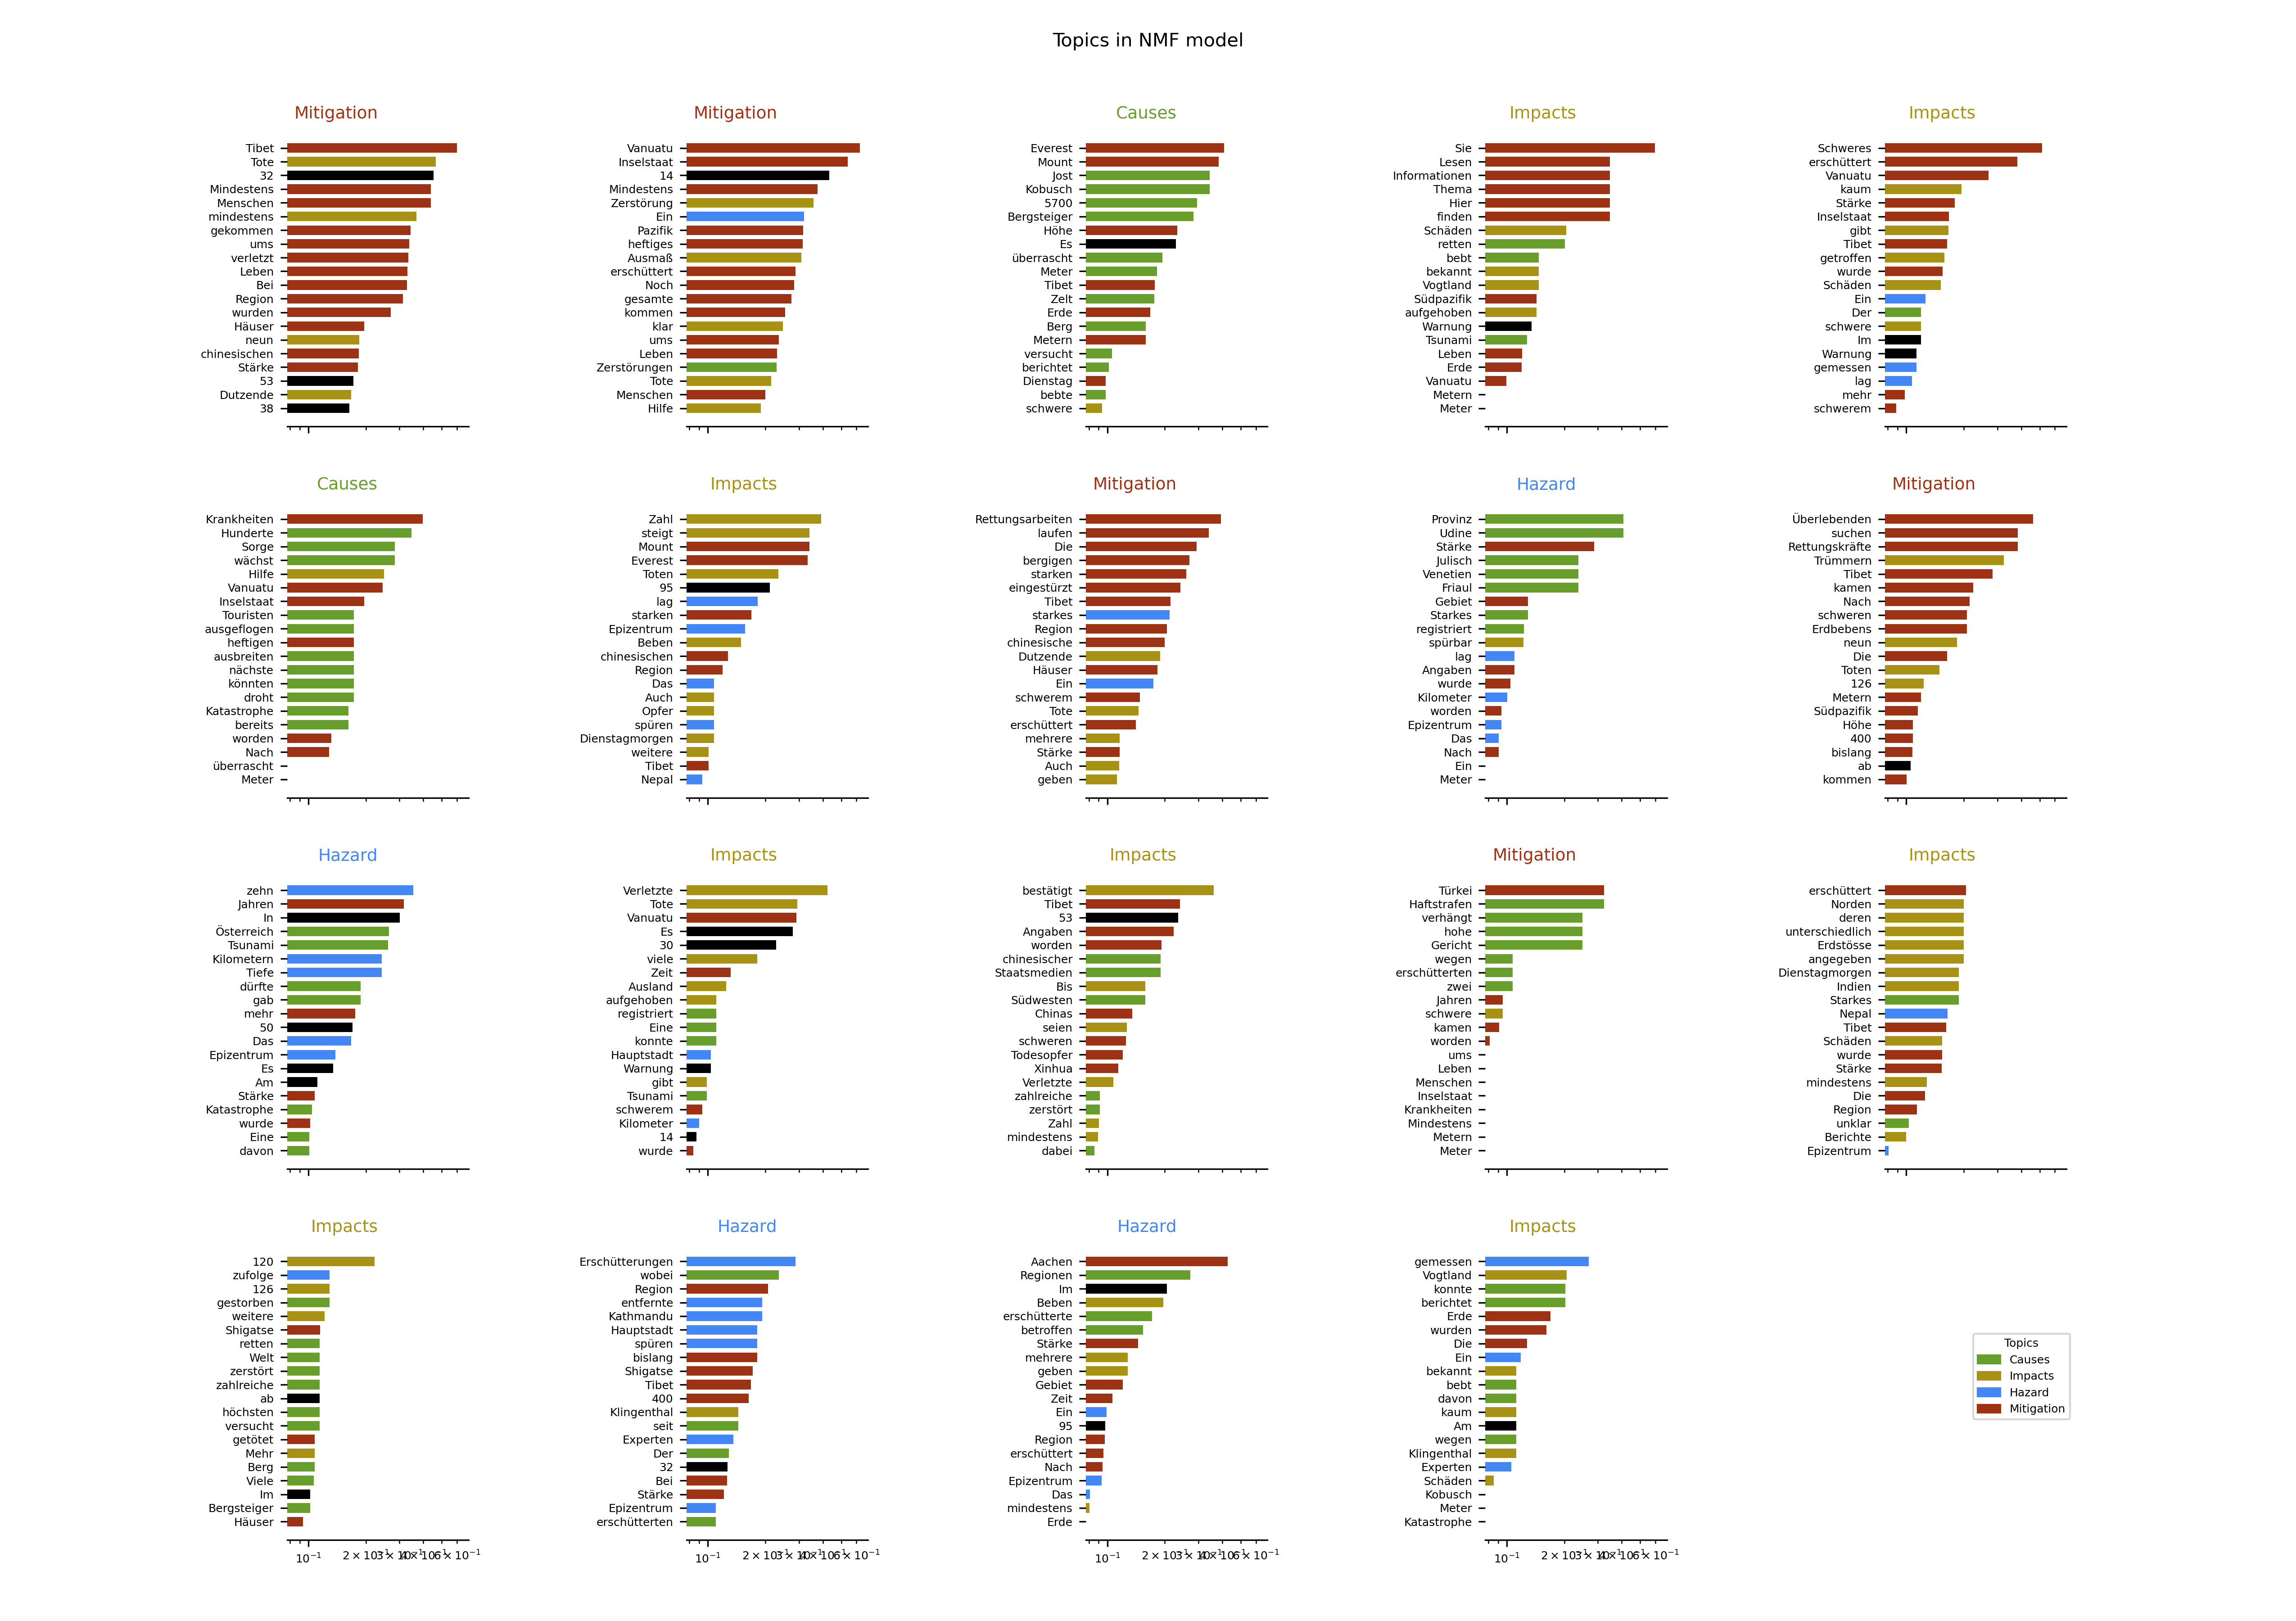 Topics in NMF model
Mitigation
Tibet
Tote
32
Mindestens
Menschen
mindestens
gekommen
ums
verletzt
Leben
Bei
Region
wurden
Häuser
neun
chinesischen
Stärke
53
Dutzende
38
Mitigation
Vanuatu
Inselstaat
14
Mindestens
Zerstörung
Ein
Pazifik
heftiges
Ausmaß
erschüttert
Noch
gesamte
kommen
klar
ums
Leben
Zerstörungen
Tote
Menschen
Hilfe
Causes
Everest
Mount
Jost
Kobusch
5700
Bergsteiger
Höhe
Es
überrascht
Meter
Tibet
Zelt
Erde
Berg
Metern
versucht
berichtet
Dienstag
bebte
schwere
Impacts
Sie
Lesen
Informationen
Thema
Hier
finden
Schäden
retten
bebt
bekannt
Vogtland
Südpazifik
aufgehoben
Warnung
Tsunami
Leben
Erde
Vanuatu
Metern
Meter
Impacts
Schweres
erschüttert
Vanuatu
kaum
Stärke
Inselstaat
gibt
Tibet
getroffen
wurde
Schäden
Ein
Der
schwere
Im
Warnung
gemessen
lag
mehr
schwerem
Causes
Krankheiten
Hunderte
Sorge
wächst
Hilfe
Vanuatu
Inselstaat
Touristen
ausgeflogen
heftigen
ausbreiten
nächste
könnten
droht
Katastrophe
bereits
worden
Nach
überrascht
Meter
Impacts
Zahl
steigt
Mount
Everest
Toten
95
lag
starken
Epizentrum
Beben
chinesischen
Region
Das
Auch
Opfer
spüren
Dienstagmorgen
weitere
Tibet
Nepal
Mitigation
Rettungsarbeiten
laufen
Die
bergigen
starken
eingestürzt
Tibet
starkes
Region
chinesische
Dutzende
Häuser
Ein
schwerem
Tote
erschüttert
mehrere
Stärke
Auch
geben
Hazard
Provinz
Udine
Stärke
Julisch
Venetien
Friaul
Gebiet
Starkes
registriert
spürbar
lag
Angaben
wurde
Kilometer
worden
Epizentrum
Das
Nach
Ein
Meter
Mitigation
Überlebenden
suchen
Rettungskräfte
Trümmern
Tibet
kamen
Nach
schweren
Erdbebens
neun
Die
Toten
126
Metern
Südpazifik
Höhe
400
bislang
ab
kommen
Hazard
zehn
Jahren
In
Österreich
Tsunami
Kilometern
Tiefe
dürfte
gab
mehr
50
Das
Epizentrum
Es
Am
Stärke
Katastrophe
wurde
Eine
davon
Impacts
Verletzte
Tote
Vanuatu
Es
30
viele
Zeit
Ausland
aufgehoben
registriert
Eine
konnte
Hauptstadt
Warnung
gibt
Tsunami
schwerem
Kilometer
14
wurde
Impacts
bestätigt
Tibet
53
Angaben
worden
chinesischer
Staatsmedien
Bis
Südwesten
Chinas
seien
schweren
Todesopfer
Xinhua
Verletzte
zahlreiche
zerstört
Zahl
mindestens
dabei
Mitigation
Türkei
Haftstrafen
verhängt
hohe
Gericht
wegen
erschütterten
zwei
Jahren
schwere
kamen
worden
ums
Leben
Menschen
Inselstaat
Krankheiten
Mindestens
Metern
Meter
Impacts
erschüttert
Norden
deren
unterschiedlich
Erdstösse
angegeben
Dienstagmorgen
Indien
Starkes
Nepal
Tibet
Schäden
wurde
Stärke
mindestens
Die
Region
unklar
Berichte
Epizentrum
Impacts
120
zufolge
126
gestorben
weitere
Shigatse
retten
Welt
zerstört
zahlreiche
ab
höchsten
versucht
getötet
Mehr
Berg
Viele
Im
Bergsteiger
Häuser
Hazard
Erschütterungen
wobei
Region
entfernte
Kathmandu
Hauptstadt
spüren
bislang
Shigatse
Tibet
400
Klingenthal
seit
Experten
Der
32
Bei
Stärke
Epizentrum
erschütterten
Hazard
Aachen
Regionen
Im
Beben
erschütterte
betroffen
Stärke
mehrere
geben
Gebiet
Zeit
Ein
95
Region
erschüttert
Nach
Epizentrum
Das
mindestens
Erde
Impacts
gemessen
Vogtland
konnte
berichtet
Erde
wurden
Die
Ein
bekannt
bebt
davon
kaum
Am
wegen
Klingenthal
Experten
Schäden
Kobusch
Meter
Katastrophe
Topics
Causes
Impacts
Hazard
Mitigation
10⁻¹
10⁻¹
10⁻¹
10⁻¹